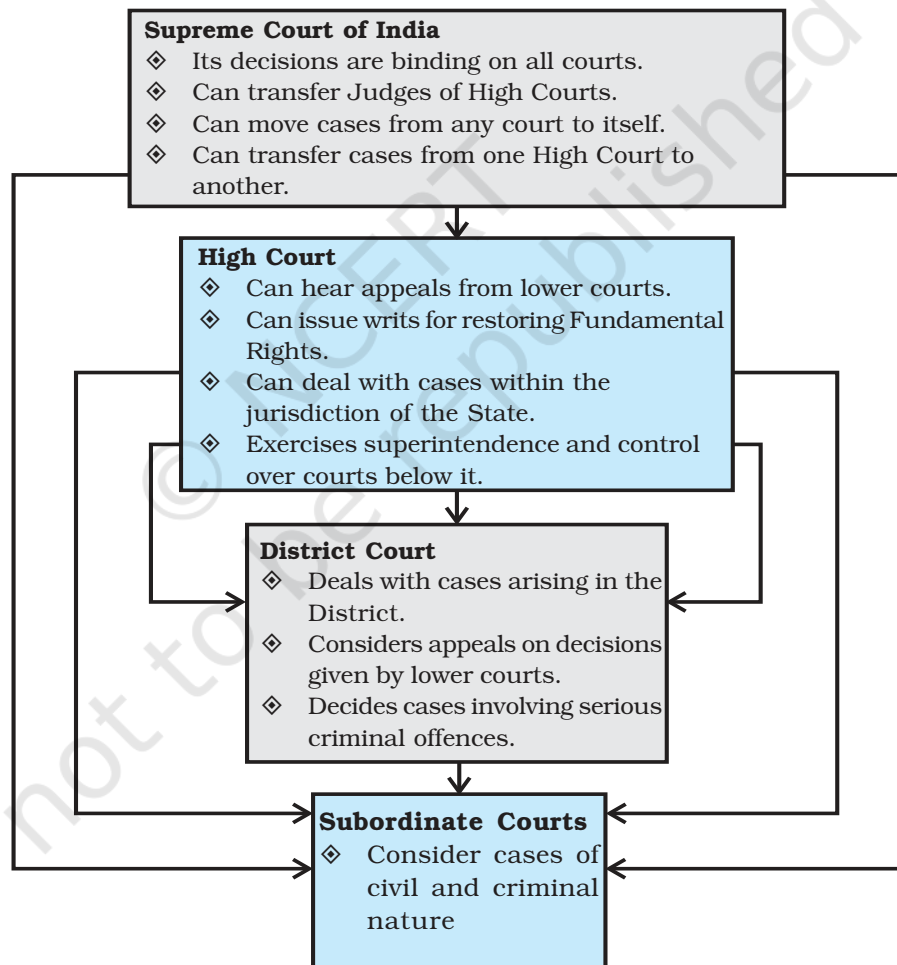 Supreme Court of India
◈ Its decisions are binding on all courts.
◈ Can transfer Judges of High Courts.
◈ Can move cases from any court to itself.
◈ Can transfer cases from one High Court to
another.
High Court
◈ Can hear appeals from lower courts.
◈ Can issue writs for restoring Fundamental
Rights.
◈ Can deal with cases within the
jurisdiction of the State.
◈ Exercises superintendence and control
over courts below it.
District Court
◈ Deals with cases arising in the
District.
◈ Considers appeals on decisions
given by lower courts.
◈ Decides cases involving serious
criminal offences.
Subordinate Courts
◈ Consider cases of
civil and criminal
nature
© NCERT
not to be republished